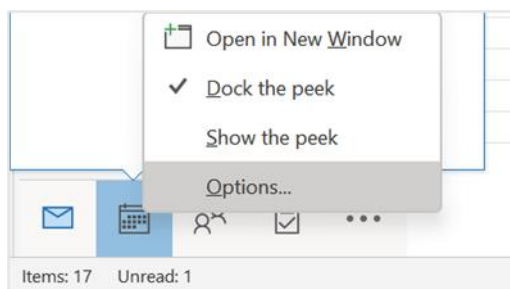 Open in New Window
Dock the peek
Show the peek
Options...
Items: 17 Unread: 1